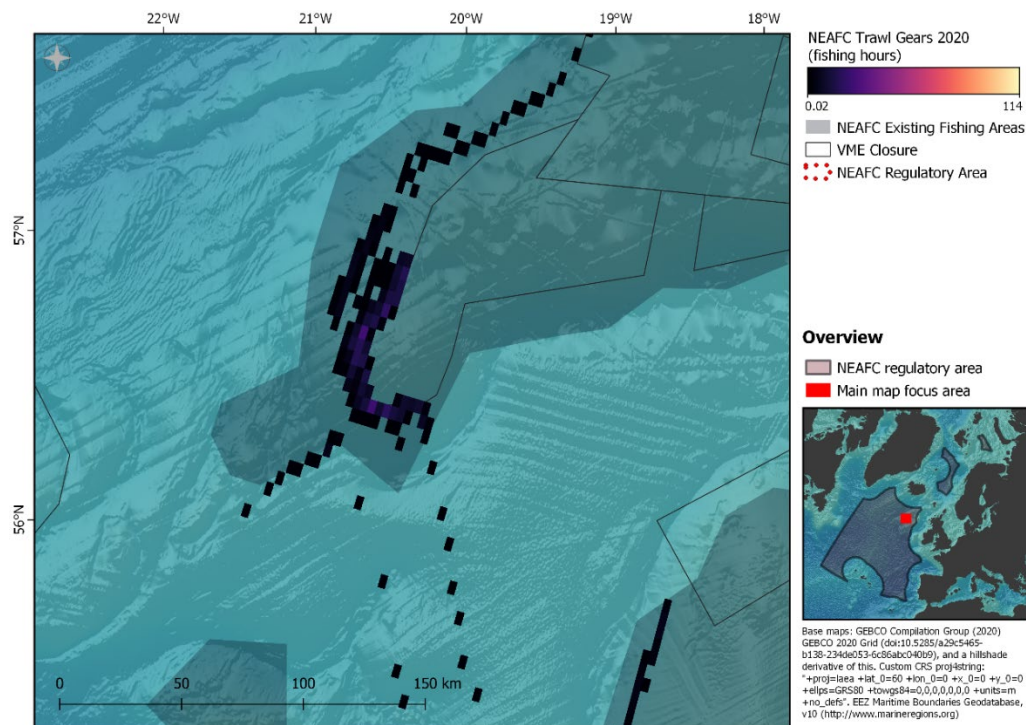 22°W 21°W 20°W 19°W 18°W
57°N
56°N
0 50 100 150 km
NEAFC Trawl Gears 2020
(fishing hours)
0.02 114
NEAFC Existing Fishing Areas
VME Closure
NEAFC Regulatory Area
Overview
NEAFC regulatory area
Main map focus area
Base maps: GEBCO Compilation Group (2020)
GEBCO 2020 Grid (doi:10.5285/a29c5465-
b138-234de053-6c86abc040b9), and a hillshade
derivative of this. Custom CRS proj4string:
"+proj=laea +lat_0=60 +lon_0=0 +x_0=0 +y_0=0
+ellps=GRS80 +towgs84=0,0,0,0,0,0,0 +units=m
+no_defs". EEZ Maritime Boundaries Geodatabase,
v10 (http://www.marineregions.org)